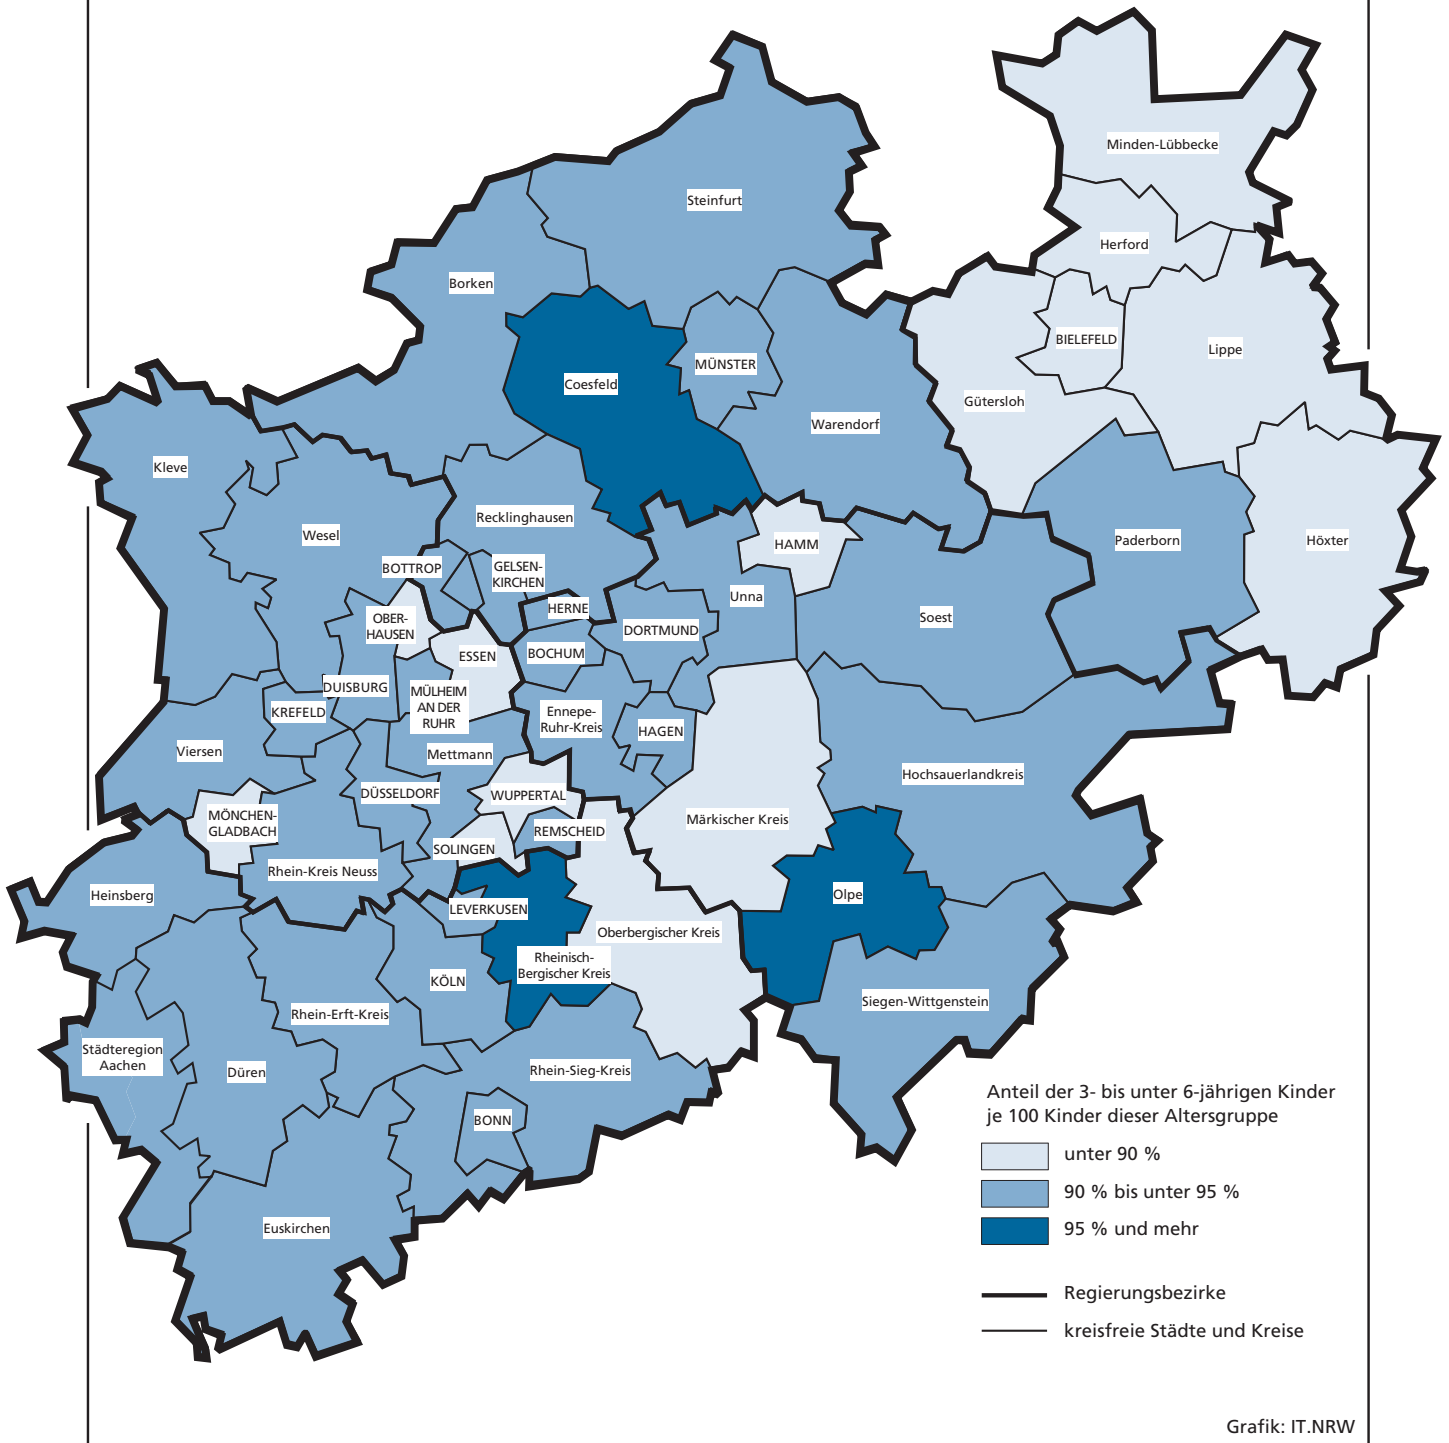 Minden-Lübbecke
Steinfurt
Herford
Borken
BIELEFELD
Lippe
MÜNSTER
Coesfeld
Gütersloh
Warendorf
Kleve
Recklinghausen
Wesel
HAMM
Paderborn
Höxter
BOTTROP
GELSEN-
KIRCHEN
Unna
HERNE
Soest
OBER-
HAUSEN
DORTMUND
ESSEN
BOCHUM
DUISBURG
MÜLHEIM
AN DER
RUHR
KREFELD
Ennepe-
Ruhr-Kreis
HAGEN
Viersen
Mettmann
Hochsauerlandkreis
DÜSSELDORF
WUPPERTAL
MÖNCHEN-
GLADBACH
Märkischer Kreis
REMSCHEID
SOLINGEN
Rhein-Kreis Neuss
Heinsberg
Olpe
LEVERKUSEN
Oberbergischer Kreis
Rheinisch-
Bergischer Kreis
KÖLN
Siegen-Wittgenstein
Rhein-Erft-Kreis
Städteregion
Aachen
Düren
Rhein-Sieg-Kreis
BONN
Euskirchen
Anteil der 3- bis unter 6-jährigen Kinder
je 100 Kinder dieser Altersgruppe
unter 90 %
90 % bis unter 95 %
95 % und mehr
Regierungsbezirke
kreisfreie Städte und Kreise
Grafik: IT.NRW